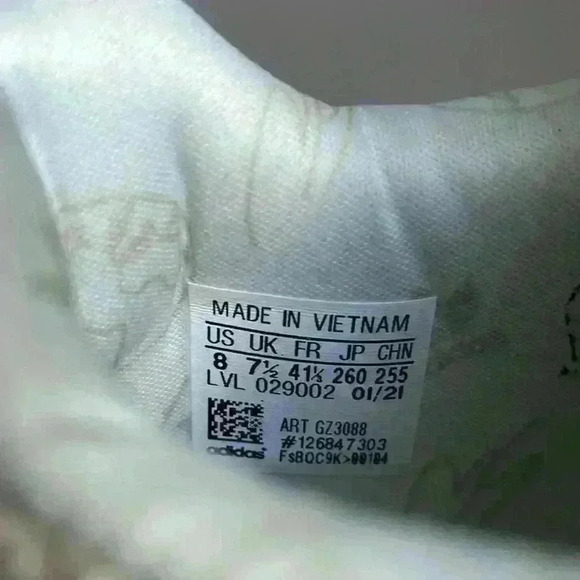 MADE IN VIETNAM
US UK FR JP CHN
8 7½ 41⅓ 260 255
LVL 029002 01/21
ART GZ3088
#126847303
adidas